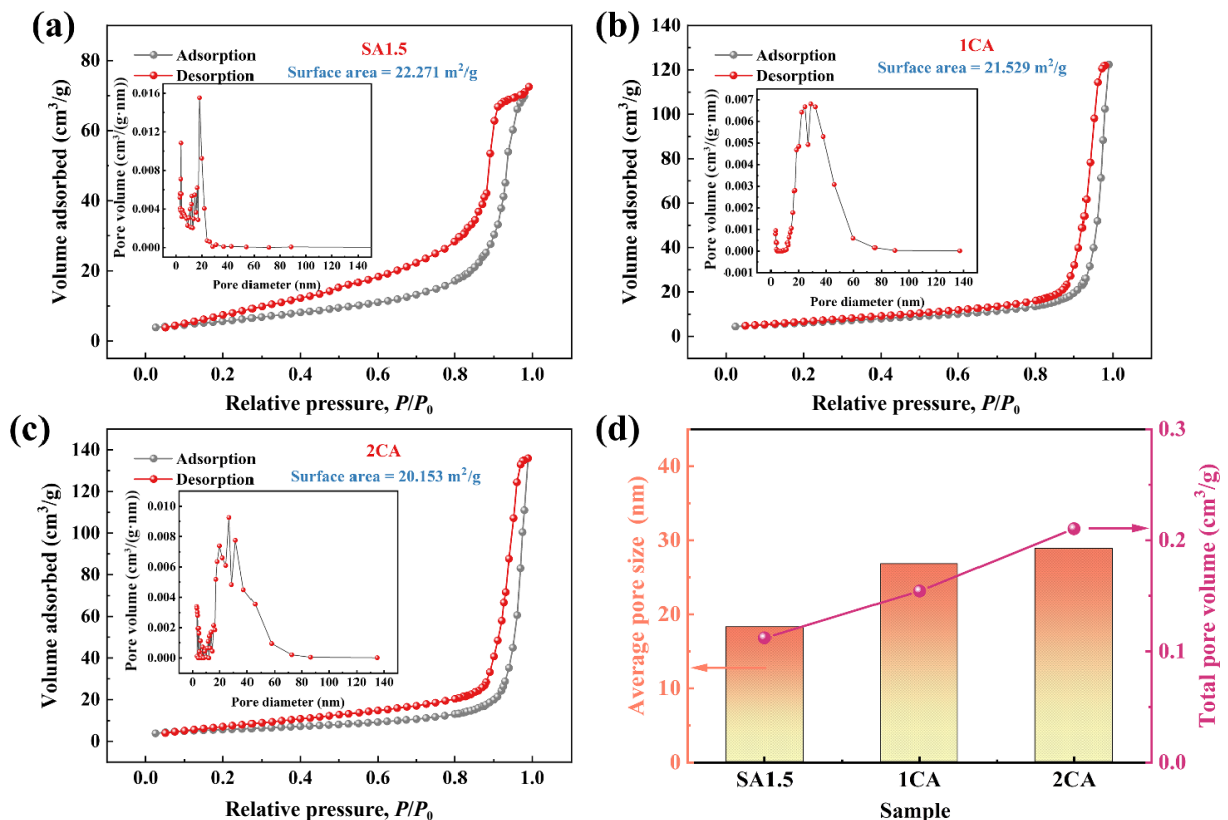 (a)
SA1.5
Adsorption
Desorption
Surface area = 22.271 m²/g
Volume adsorbed (cm³/g)
80
60
40
20
0
0.0 0.2 0.4 0.6 0.8 1.0
Relative pressure, P/P₀
Pore volume (cm³/(g·nm))
0.016
0.012
0.008
0.004
0.000
0 20 40 60 80 100 120 140
Pore diameter (nm)
(b)
1CA
Adsorption
Desorption
Surface area = 21.529 m²/g
Volume adsorbed (cm³/g)
140
120
100
80
60
40
20
0
0.0 0.2 0.4 0.6 0.8 1.0
Relative pressure, P/P₀
Pore volume (cm³/(g·nm))
0.007
0.006
0.005
0.004
0.003
0.002
0.001
0.000
-0.001
0 20 40 60 80 100 120 140
Pore diameter (nm)
(c)
2CA
Adsorption
Desorption
Surface area = 20.153 m²/g
Volume adsorbed (cm³/g)
140
120
100
80
60
40
20
0
0.0 0.2 0.4 0.6 0.8 1.0
Relative pressure, P/P₀
Pore volume (cm³/(g·nm))
0.010
0.008
0.006
0.004
0.002
0.000
0 20 40 60 80 100 120 140
Pore diameter (nm)
(d)
Average pore size (nm)
40
30
20
10
0
SA1.5 1CA 2CA
Sample
Total pore volume (cm³/g)
0.3
0.2
0.1
0.0